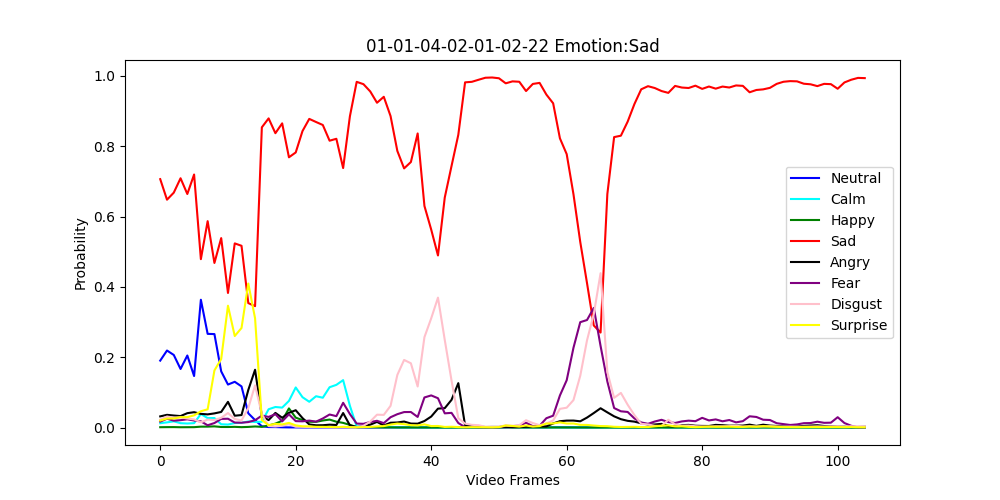 01-01-04-02-01-02-22 Emotion:Sad
Probability
1.0
0.8
0.6
0.4
0.2
0.0
0
20
40
60
80
100
Video Frames
Neutral
Calm
Happy
Sad
Angry
Fear
Disgust
Surprise